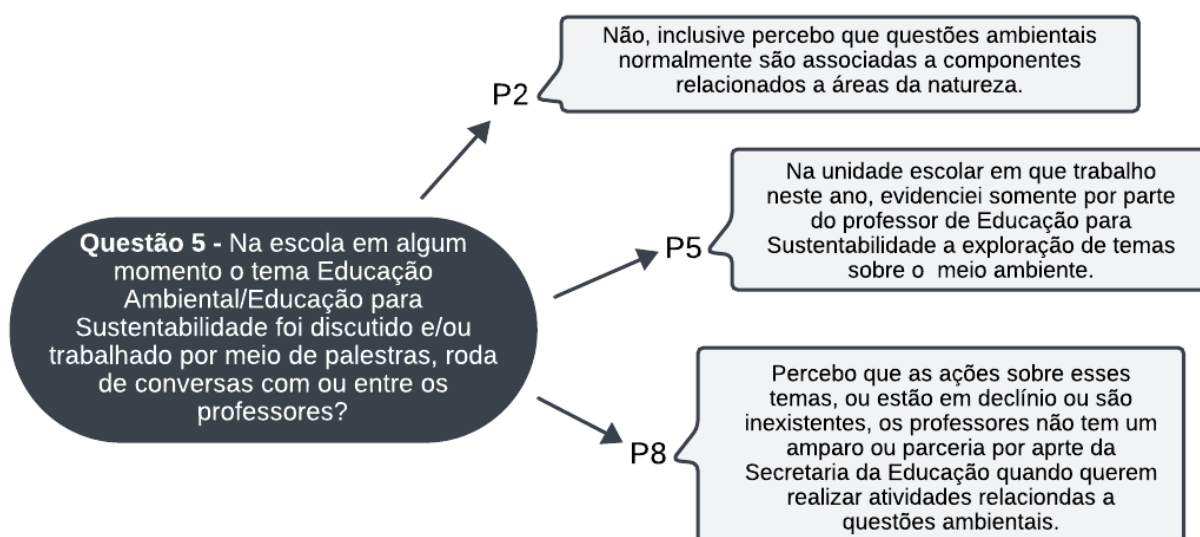 Não, inclusive percebo que questões ambientais
normalmente são associadas a componentes
relacionados a áreas da natureza.
P2
Na unidade escolar em que trabalho
neste ano, evidenciei somente por parte
do professor de Educação para
Sustentabilidade a exploração de temas
sobre o meio ambiente.
P5
Questão 5 - Na escola em algum
momento o tema Educação
Ambiental/Educação para
Sustentabilidade foi discutido e/ou
trabalhado por meio de palestras, roda
de conversas com ou entre os
professores?
Percebo que as ações sobre esses
temas, ou estão em declínio ou são
inexistentes, os professores não tem um
amparo ou parceria por aprte da
Secretaria da Educação quando querem
realizar atividades relaciondas a
questões ambientais.
P8